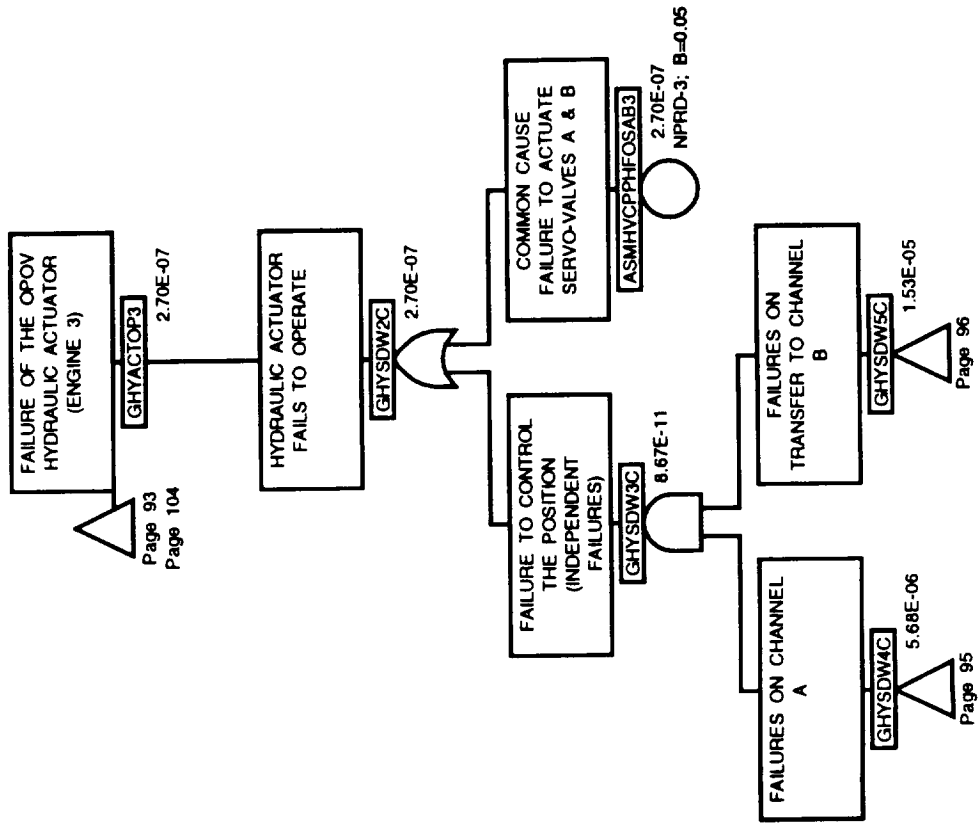 FAILURE OF THE OPOV
HYDRAULIC ACTUATOR
(ENGINE 3)
GHYACTOP3
2.70E-07
Page 93
Page 104
HYDRAULIC ACTUATOR
FAILS TO OPERATE
GHYSDW2C
2.70E-07
FAILURE TO CONTROL
THE POSITION
(INDEPENDENT
FAILURES)
GHYSDW3C
8.67E-11
COMMON CAUSE
FAILURE TO ACTUATE
SERVO-VALVES A & B
ASMHVCPPHFOSAB3
2.70E-07
NPRD-3; B=0.05
FAILURES ON CHANNEL
A
GHYSDW4C
5.68E-06
Page 95
FAILURES ON
TRANSFER TO CHANNEL
B
GHYSDW5C
1.53E-05
Page 96